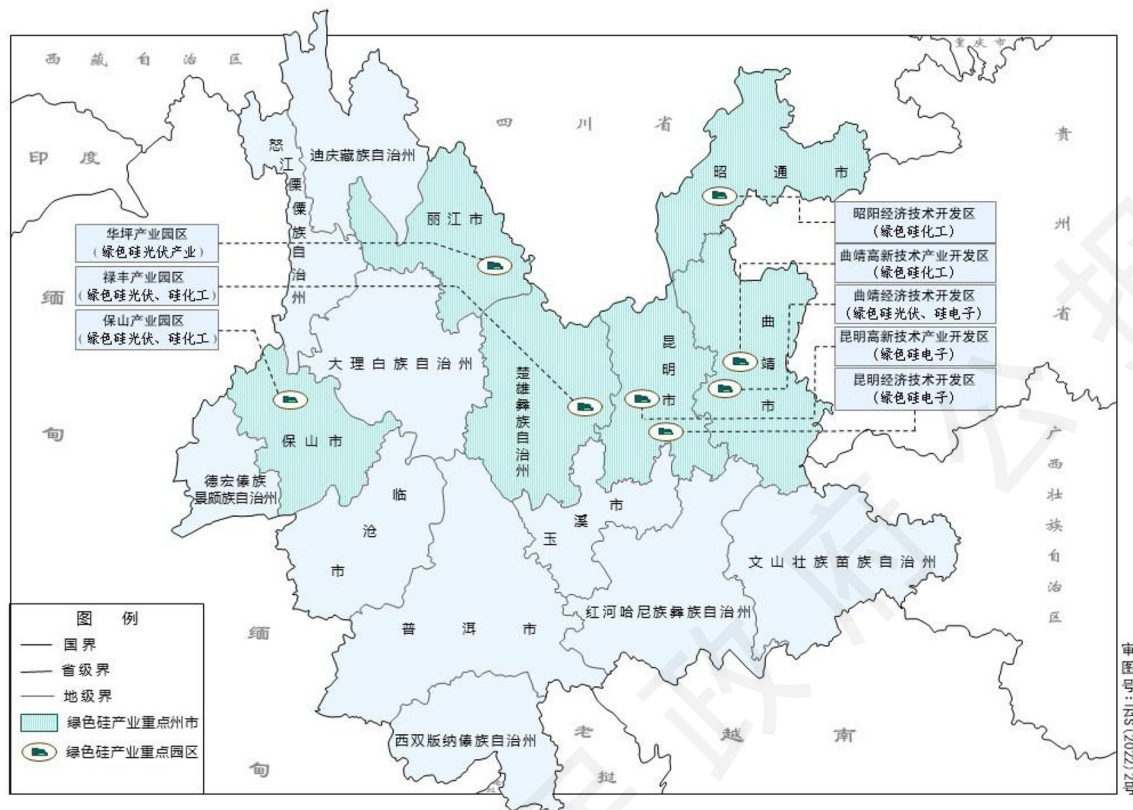 重庆市
西藏自治区
四川省
贵州省
印度
怒江傈僳族自治州
迪庆藏族自治州
昭通市
丽江市
昭阳经济技术开发区
（绿色硅化工）
华坪产业园区
（绿色硅光伏产业）
曲靖高新技术产业开发区
（绿色硅化工）
禄丰产业园区
（绿色硅光伏、硅化工）
曲靖经济技术开发区
（绿色硅光伏、硅电子）
保山产业园区
（绿色硅光伏、硅化工）
昆明高新技术产业开发区
（绿色硅电子）
昆明经济技术开发区
（绿色硅电子）
缅甸
大理白族自治州
楚雄彝族自治州
昆明市
曲靖市
保山市
德宏傣族
景颇族自治州
临沧市
玉溪市
广西壮族自治区
文山壮族苗族自治州
红河哈尼族彝族自治州
普洱市
西双版纳傣族自治州
缅甸
老挝
越南
图例
国界
省级界
地级界
绿色硅产业重点州市
绿色硅产业重点园区
审图号：云S(2022)2号
政府公报